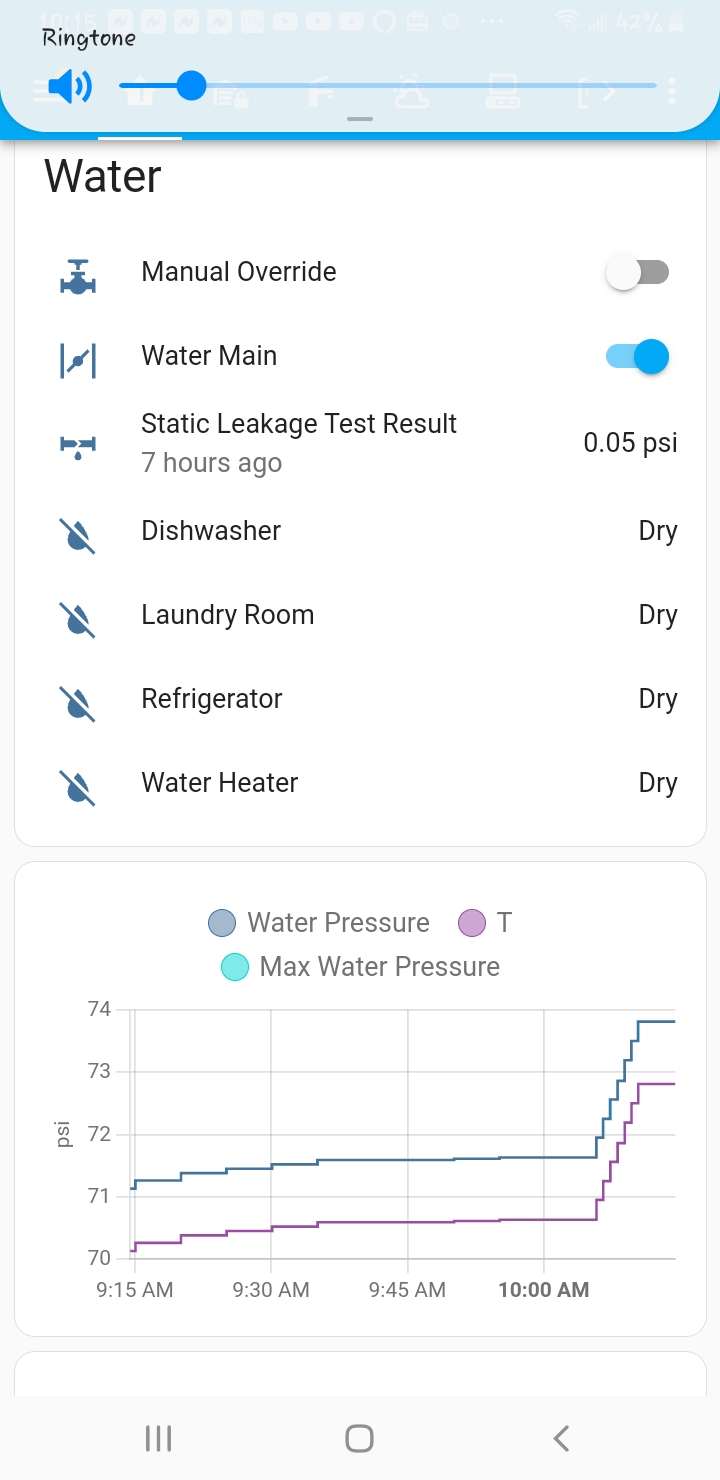 10:15
42%
Ringtone
Water
Manual Override
Water Main
Static Leakage Test Result
7 hours ago
0.05 psi
Dishwasher
Dry
Laundry Room
Dry
Refrigerator
Dry
Water Heater
Dry
Water Pressure
T
Max Water Pressure
74
73
72
71
70
psi
9:15 AM
9:30 AM
9:45 AM
10:00 AM